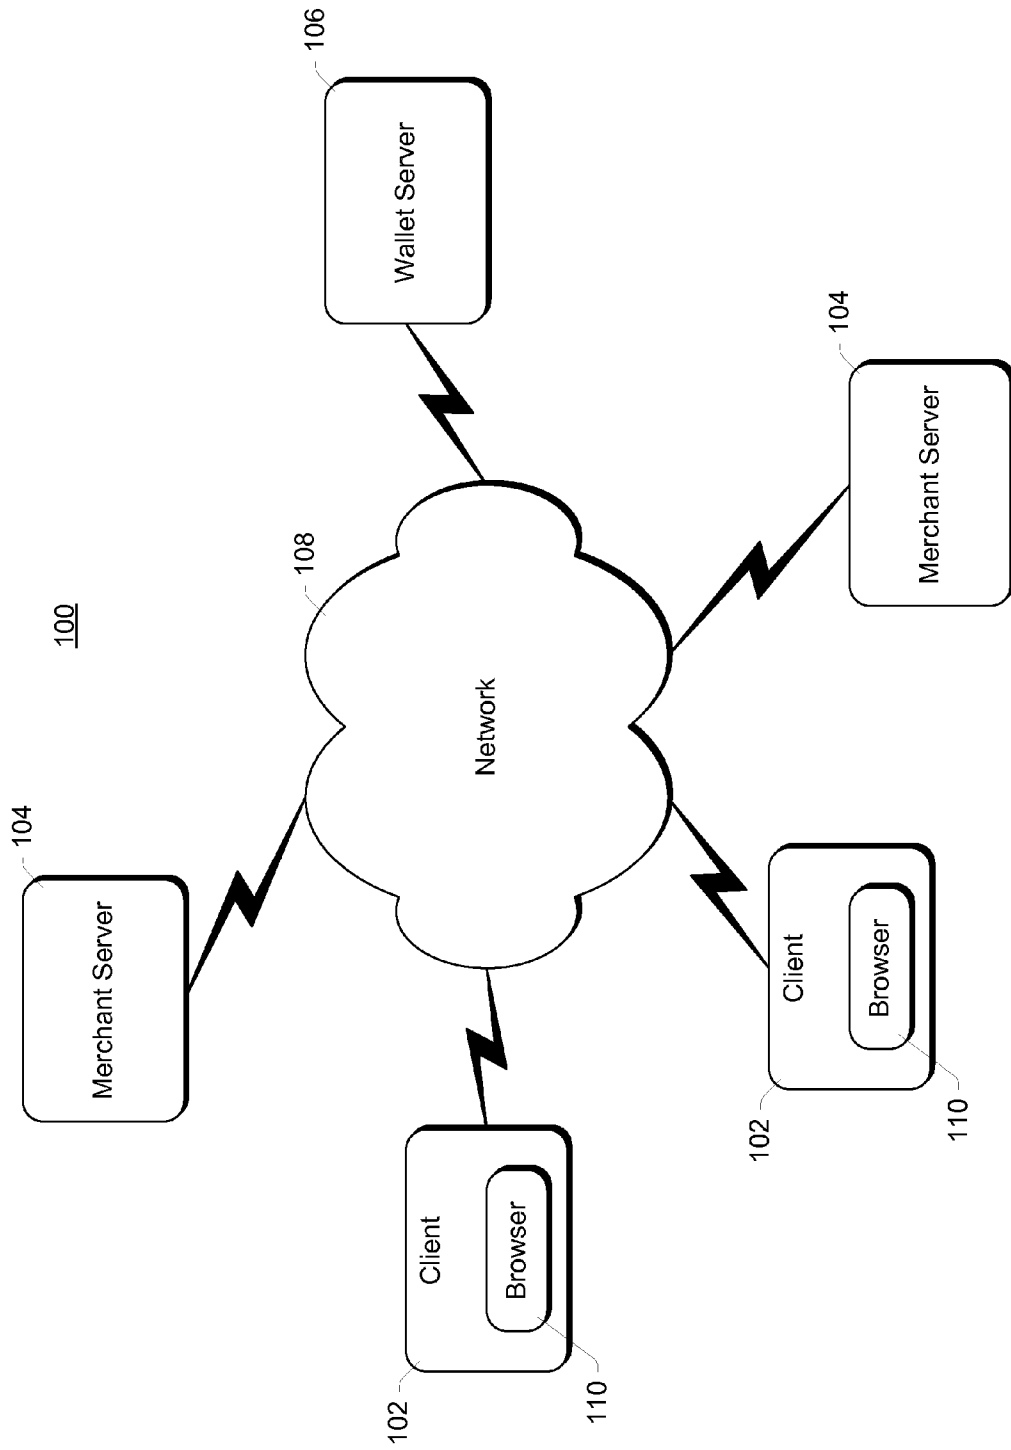 100
Merchant Server
104
108
Network
Wallet Server
106
Client
Browser
102
110
Client
Browser
102
110
Merchant Server
104